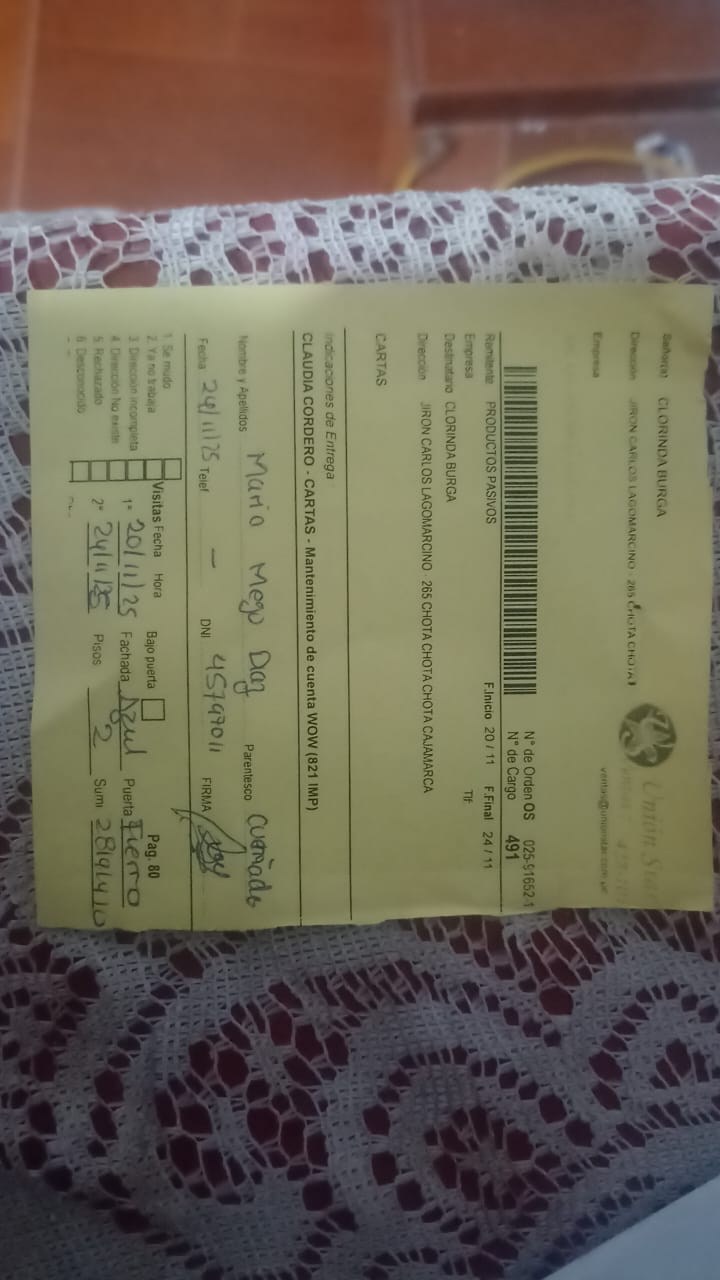 Señor(a) CLORINDA BURGA
Dirección JIRON CARLOS LAGOMARCINO 265 CHOTA CHOTA
Empresa
Unión Star
ventas@unionstar.com.pe
N° de Orden OS 025-91652-1
N° de Cargo 491
Remitente PRODUCTOS PASIVOS F.Inicio 20 / 11 F.Final 24 / 11
Empresa
Destinatario CLORINDA BURGA
Dirección JIRON CARLOS LAGOMARCINO 265 CHOTA CHOTA CHOTA CAJAMARCA
CARTAS
Indicaciones de Entrega
CLAUDIA CORDERO - CARTAS - Mantenimiento de cuenta WOW (821 IMP)
Nombre y Apellidos Mario Mego Diaz Parentesco Cuñado
Fecha 24/11/25 Telef - DNI 45797011 FIRMA
1. Se mudo
2. Ya no trabaja
3. Dirección incompleta
4. Dirección No existe
5. Rechazado
6. Desconocido
Visitas Fecha Hora Bajo puerta Pag. 80
1° 20/11/25 Fachada Azul Puerta Fierro
2° 24/11/25 Pisos 2 Sumi